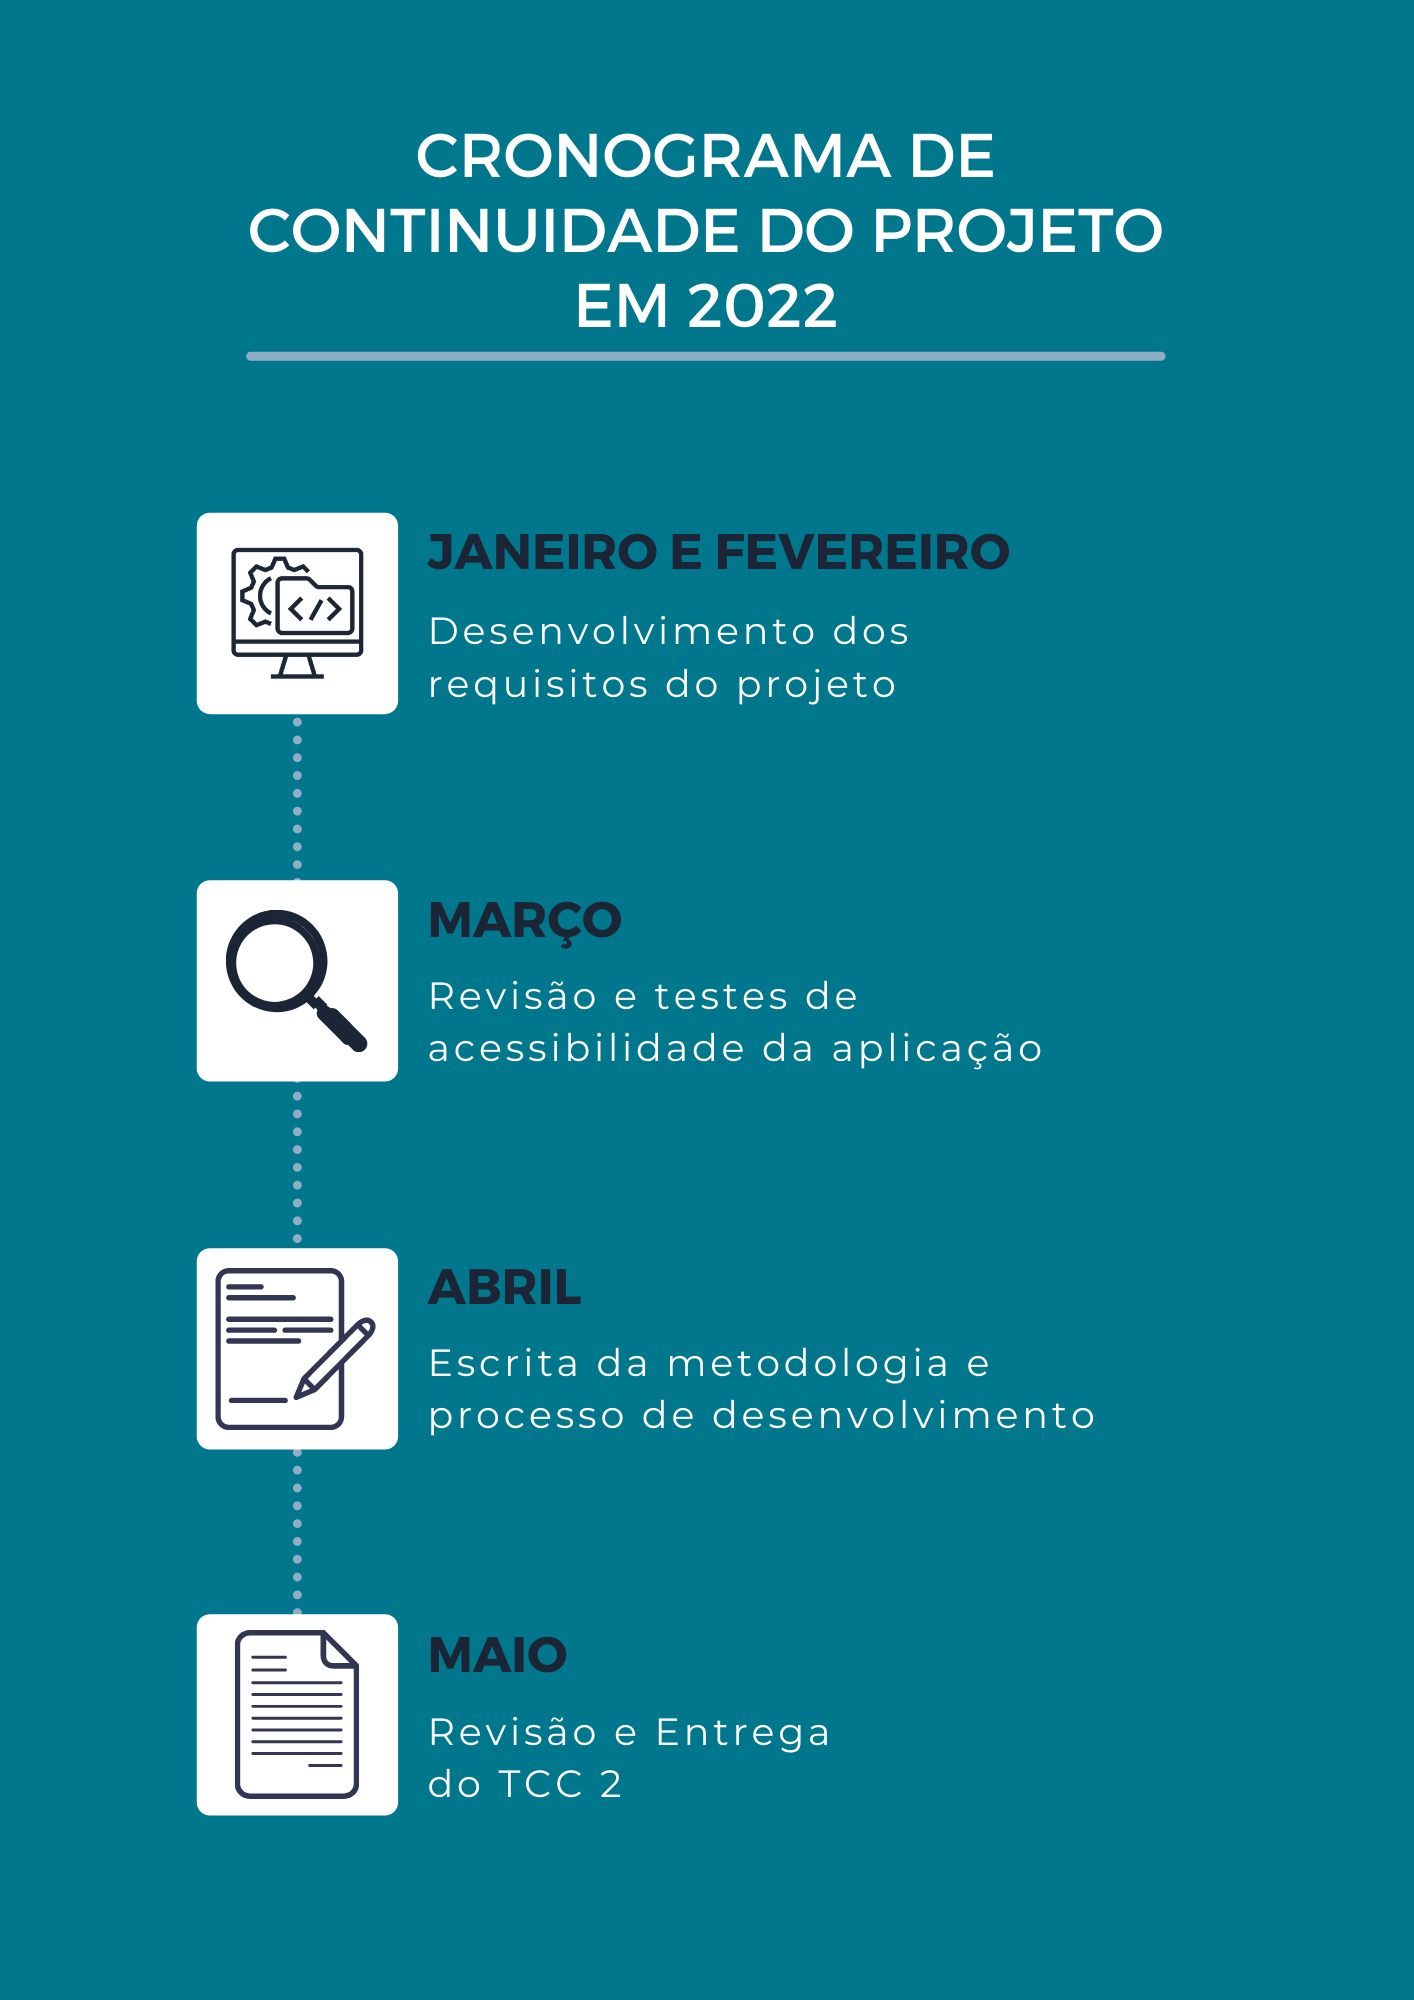 CRONOGRAMA DE
CONTINUIDADE DO PROJETO
EM 2022
JANEIRO E FEVEREIRO
Desenvolvimento dos
requisitos do projeto
MARÇO
Revisão e testes de
acessibilidade da aplicação
ABRIL
Escrita da metodologia e
processo de desenvolvimento
MAIO
Revisão e Entrega
do TCC 2